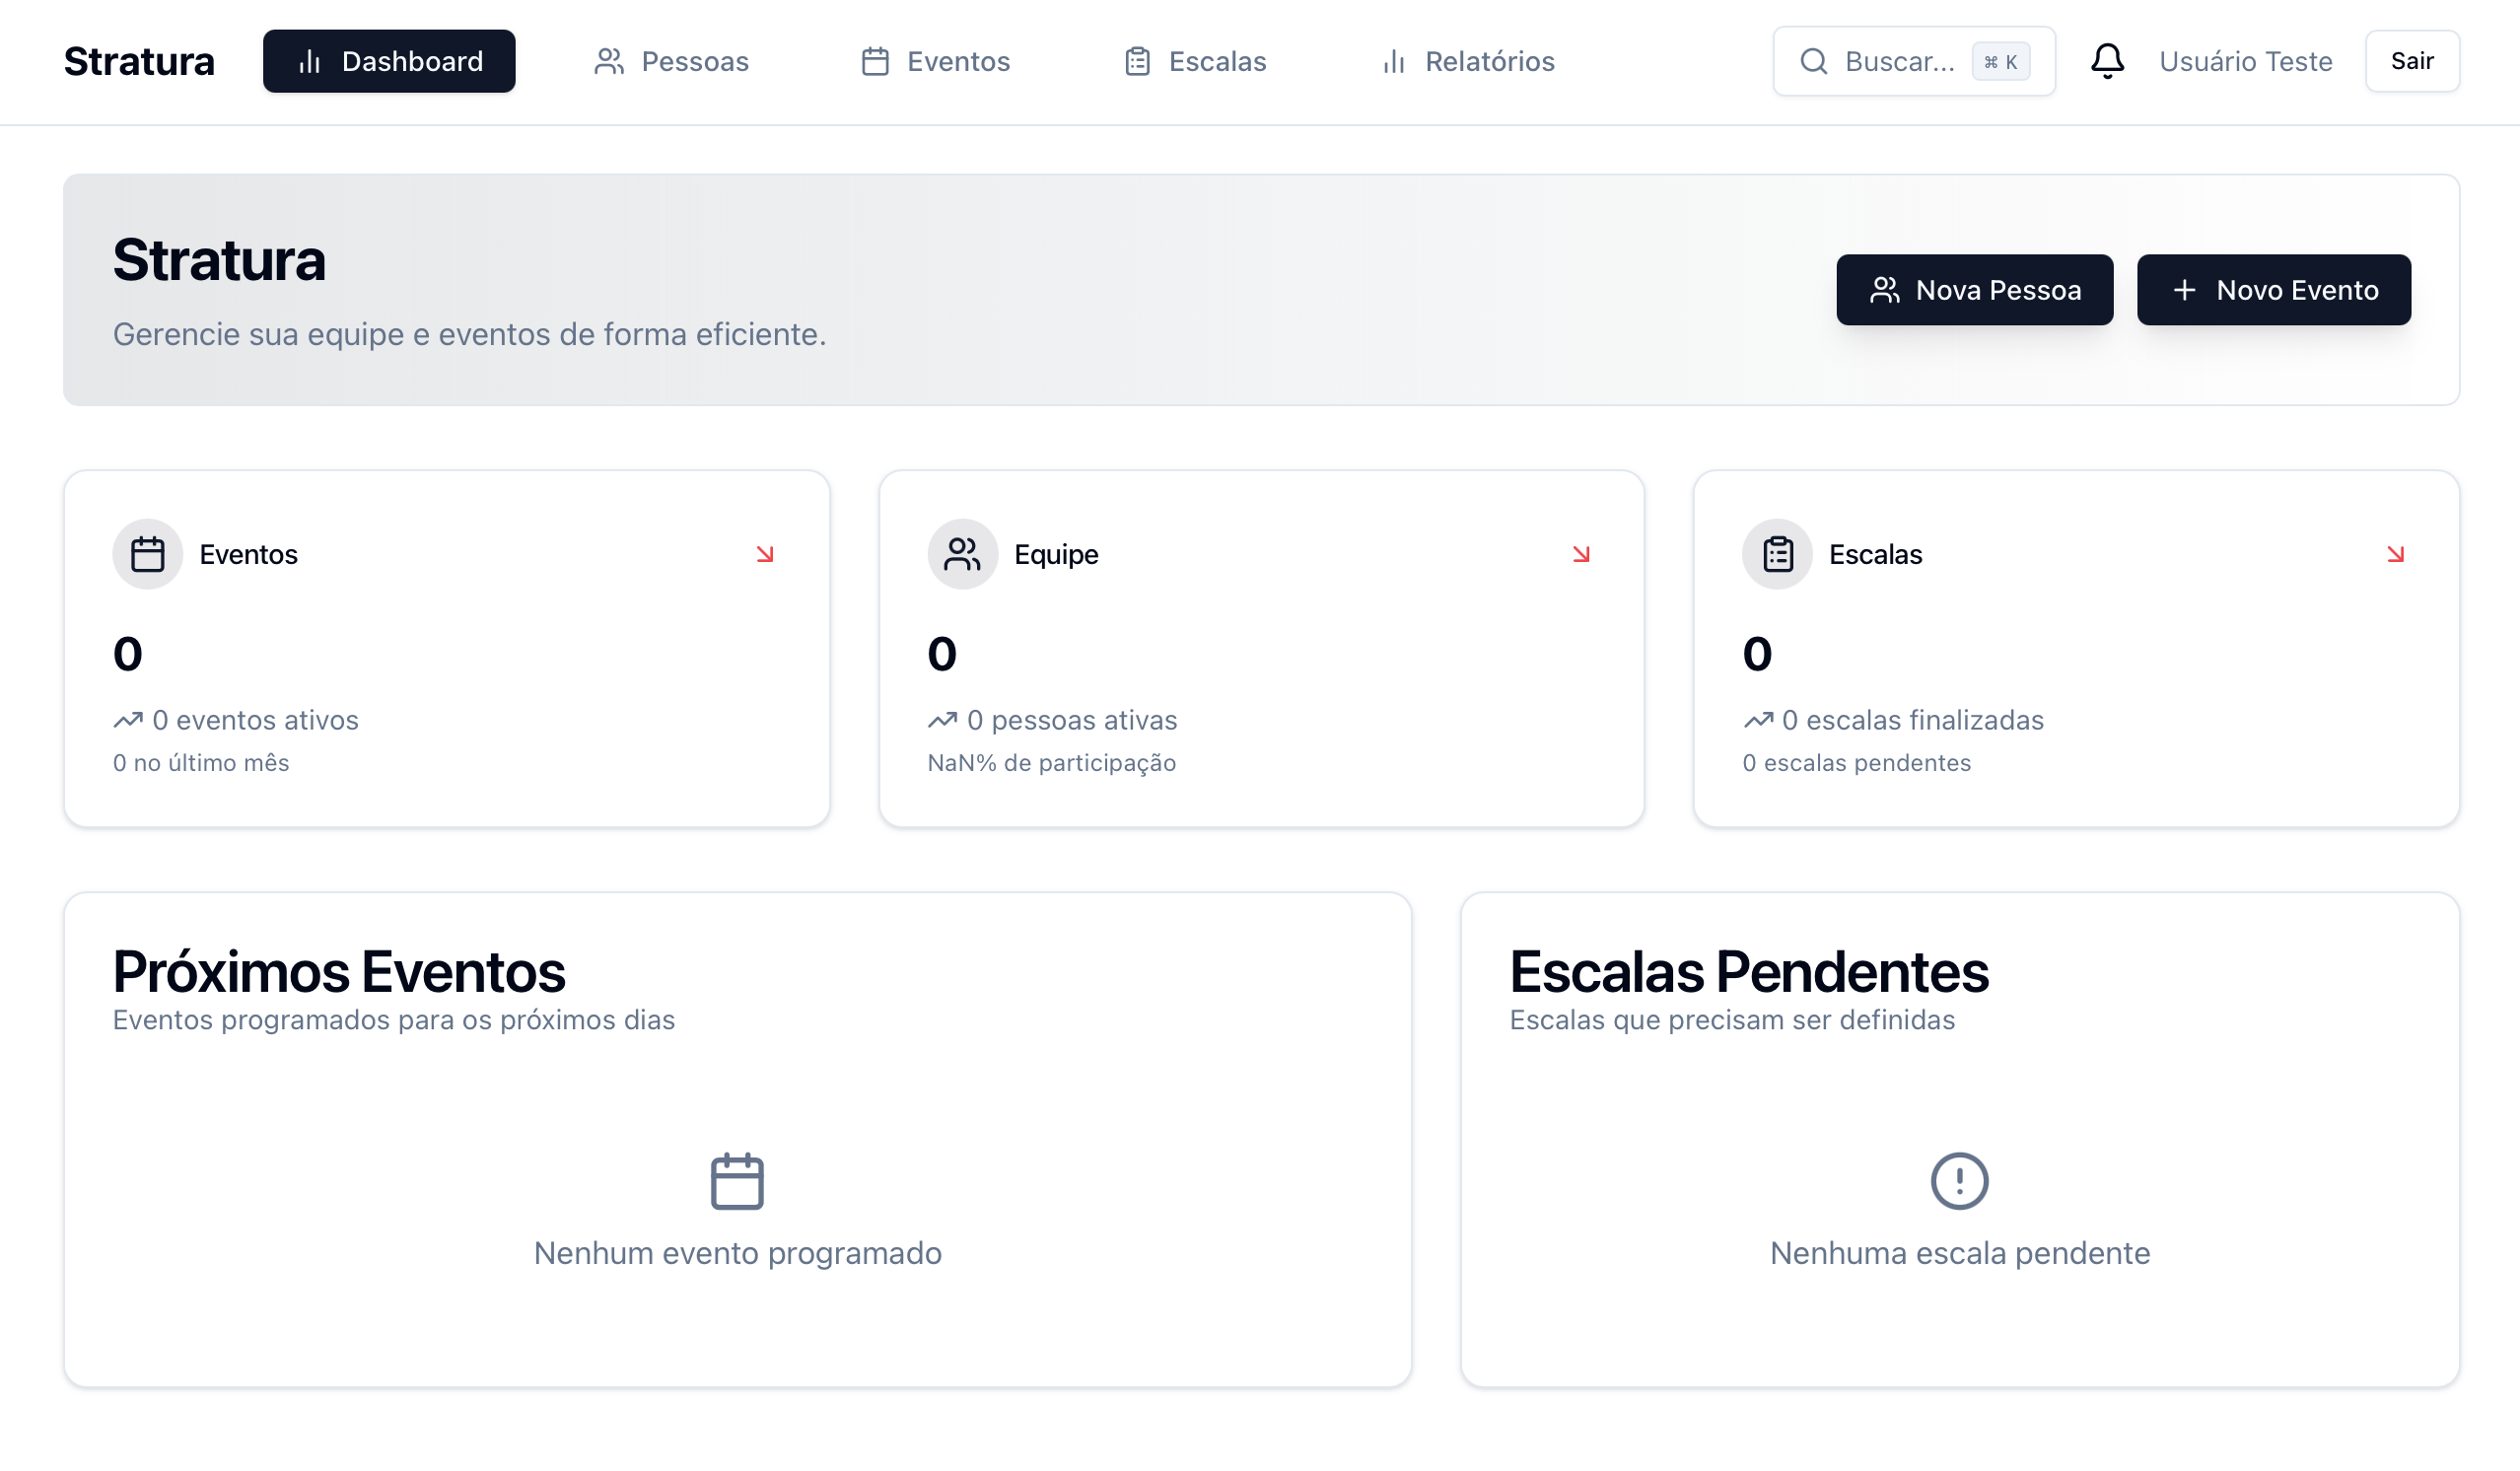 Stratura
Dashboard
Pessoas
Eventos
Escalas
Relatórios
Buscar...
⌘ K
Usuário Teste
Sair
Stratura
Gerencie sua equipe e eventos de forma eficiente.
Nova Pessoa
Novo Evento
Eventos
0
0 eventos ativos
0 no último mês
Equipe
0
0 pessoas ativas
NaN% de participação
Escalas
0
0 escalas finalizadas
0 escalas pendentes
Próximos Eventos
Eventos programados para os próximos dias
Nenhum evento programado
Escalas Pendentes
Escalas que precisam ser definidas
Nenhuma escala pendente